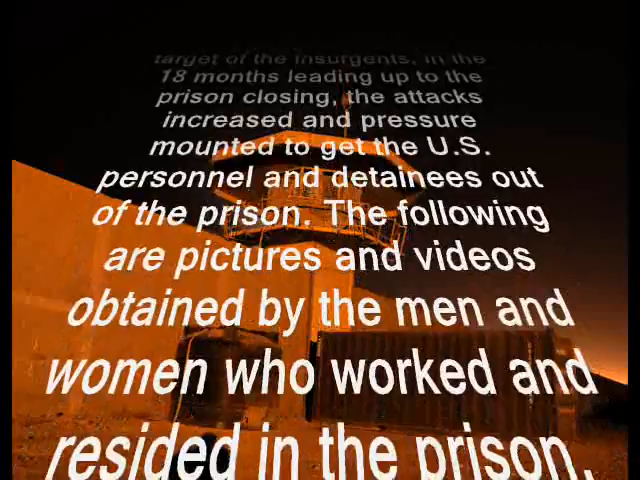 target of the insurgents, in the
18 months leading up to the
prison closing, the attacks
increased and pressure
mounted to get the U.S.
personnel and detainees out
of the prison. The following
are pictures and videos
obtained by the men and
women who worked and
resided in the prison.